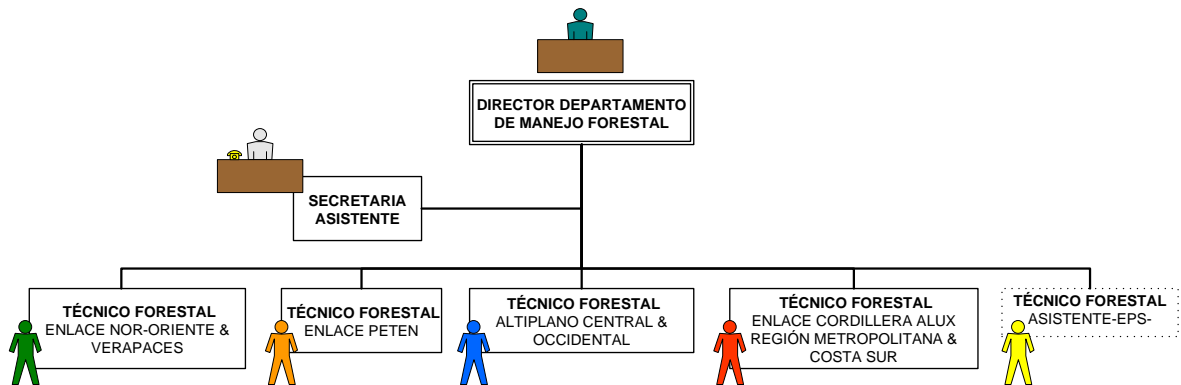 DIRECTOR DEPARTAMENTO
DE MANEJO FORESTAL
SECRETARIA
ASISTENTE
TÉCNICO FORESTAL
ENLACE NOR-ORIENTE &
VERAPACES
TÉCNICO FORESTAL
ENLACE PETEN
TÉCNICO FORESTAL
ALTIPLANO CENTRAL &
OCCIDENTAL
TÉCNICO FORESTAL
ENLACE CORDILLERA ALUX
REGIÓN METROPOLITANA &
COSTA SUR
TÉCNICO FORESTAL
ASISTENTE-EPS-